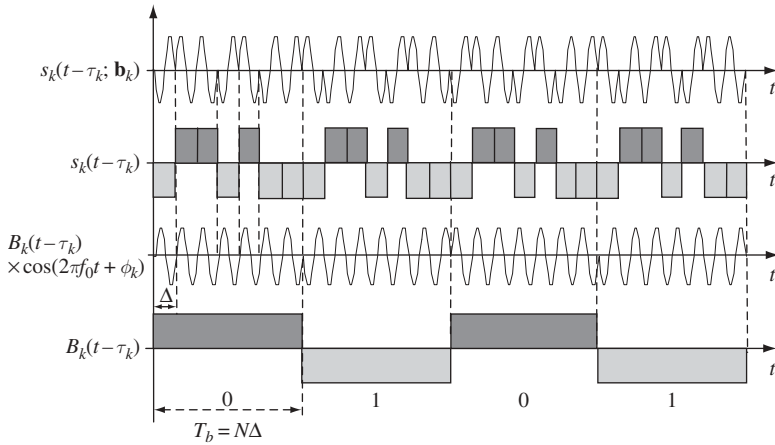 s_k(t−τ_k; b_k)
t
s_k(t−τ_k)
t
B_k(t−τ_k)
×cos(2πf_0t + ϕ_k)
t
Δ
B_k(t−τ_k)
t
0 1 0 1
T_b = NΔ